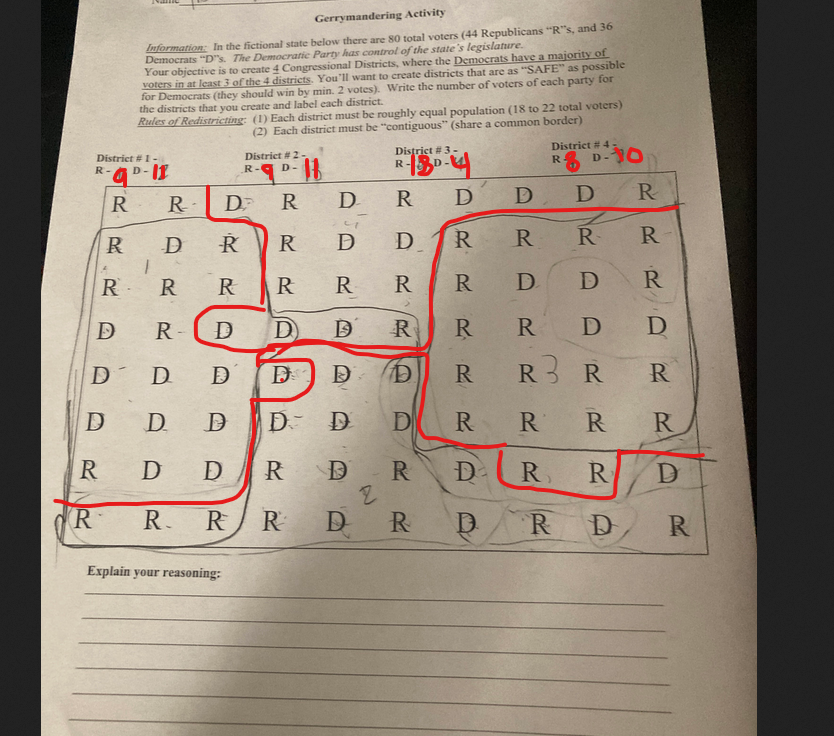 Name
Gerrymandering Activity
Information: In the fictional state below there are 80 total voters (44 Republicans “R”s, and 36
Democrats “D”s. The Democratic Party has control of the state’s legislature.
Your objective is to create 4 Congressional Districts, where the Democrats have a majority of
voters in at least 3 of the 4 districts. You’ll want to create districts that are as “SAFE” as possible
for Democrats (they should win by min. 2 votes). Write the number of voters of each party for
the districts that you create and label each district.
Rules of Redistricting: (1) Each district must be roughly equal population (18 to 22 total voters)
(2) Each district must be “contiguous” (share a common border)
District # 1 - District # 2 - District # 3 - District # 4 -
R - 9 D - R - 9 D - 11 R - D - 4 R 8 D -
R R D R D R D D D R
R D R R D D R R R R
R R R R R R R D D R
D R D D D R R R D D
D D D D D D R R 3 R R
D D D D D D R R R R
R D D R D R D R R D
R R R R D R D R D R
1
2
Explain your reasoning: